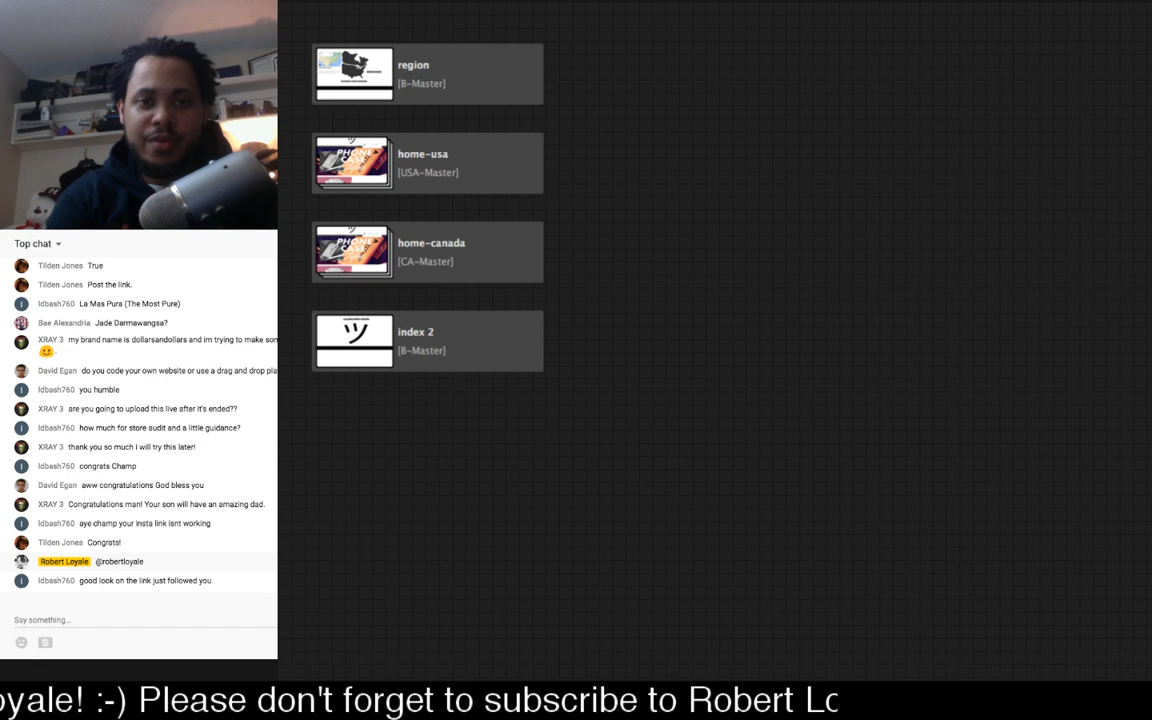 region
[B-Master]
PHONE
CASE
home-usa
[USA-Master]
PHONE
CASE
home-canada
[CA-Master]
index 2
[B-Master]
Top chat
Tilden Jones True
Tilden Jones Post the link.
ldbash760 La Mas Pura (The Most Pure)
Bae Alexandria Jade Darmawangsa?
XRAY 3 my brand name is dollarsandollars and im trying to make son
.
David Egan do you code your own website or use a drag and drop pla
ldbash760 you humble
XRAY 3 are you going to upload this live after it's ended??
ldbash760 how much for store audit and a little guidance?
XRAY 3 thank you so much i will try this later!
ldbash760 congrats Champ
David Egan aww congratulations God bless you
XRAY 3 Congratulations man! Your son will have an amazing dad.
ldbash760 aye champ your insta link isnt working
Tilden Jones Congrats!
Robert Loyale @robertloyale
ldbash760 good look on the link just followed you
Say something...
oyale! :-) Please don't forget to subscribe to Robert Lo